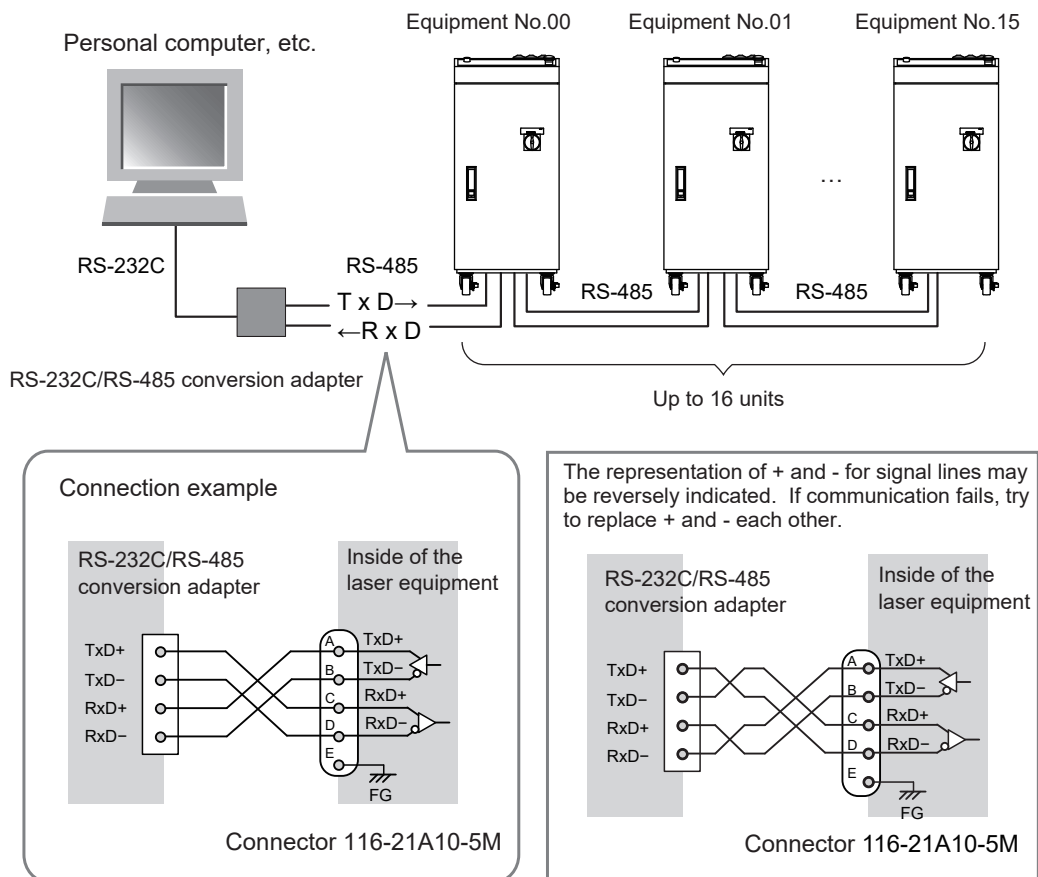 Personal computer, etc.
Equipment No.00
Equipment No.01
Equipment No.15
...
RS-232C
RS-485
T x D→
←R x D
RS-485
RS-485
RS-232C/RS-485 conversion adapter
Up to 16 units
Connection example
RS-232C/RS-485
conversion adapter
Inside of the
laser equipment
TxD+
TxD−
RxD+
RxD−
A
B
C
D
E
TxD+
TxD−
RxD+
RxD−
FG
Connector 116-21A10-5M
The representation of + and - for signal lines may
be reversely indicated.  If communication fails, try
to replace + and - each other.
RS-232C/RS-485
conversion adapter
Inside of the
laser equipment
TxD+
TxD−
RxD+
RxD−
A
B
C
D
E
TxD+
TxD−
RxD+
RxD−
FG
Connector 116-21A10-5M